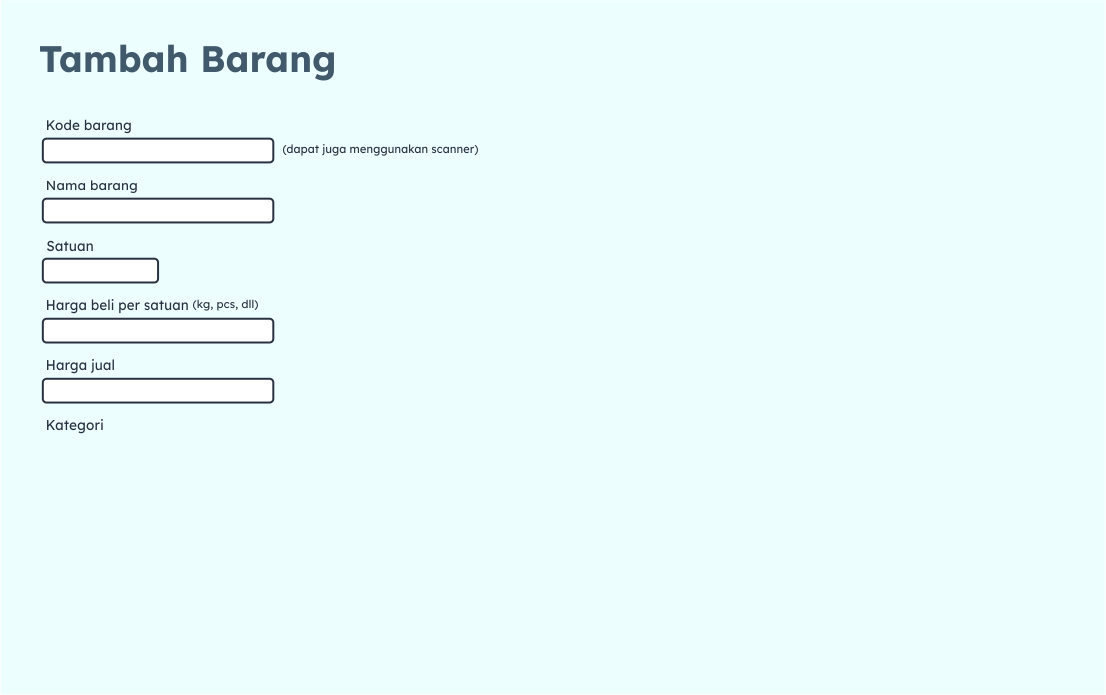 Tambah Barang
Kode barang
(dapat juga menggunakan scanner)
Nama barang
Satuan
Harga beli per satuan (kg, pcs, dll)
Harga jual
Kategori